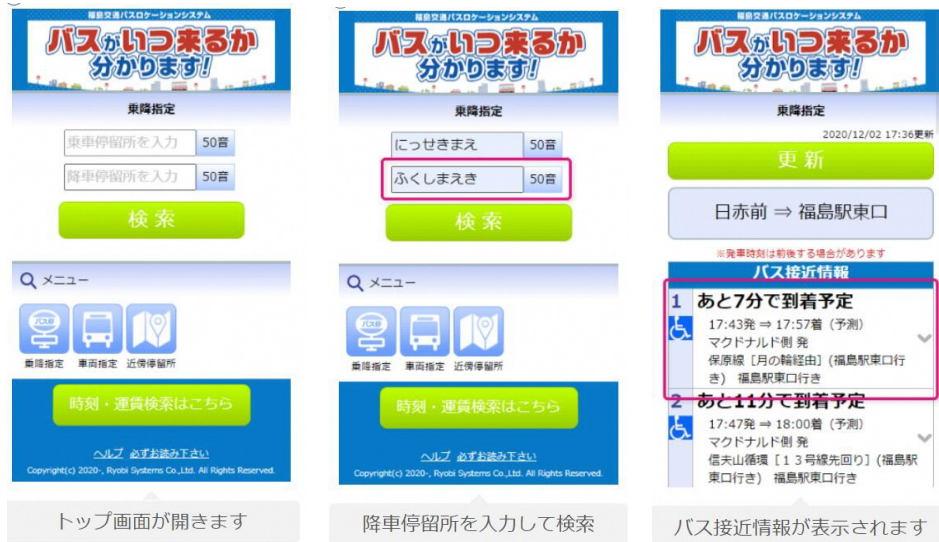 福島交通バスロケーションシステム
バスがいつ来るか
分かります!
乗降指定
乗車停留所を入力 50音
降車停留所を入力 50音
検索
メニュー
乗降指定 車両指定 近傍停留所
時刻・運賃検索はこちら
ヘルプ 必ずお読み下さい
Copyright(c) 2020-, Ryobi Systems Co.,Ltd. All Rights Reserved.
トップ画面が開きます
福島交通バスロケーションシステム
バスがいつ来るか
分かります!
乗降指定
にっせきまえ 50音
ふくしまえき 50音
検索
メニュー
乗降指定 車両指定 近傍停留所
時刻・運賃検索はこちら
ヘルプ 必ずお読み下さい
Copyright(c) 2020-, Ryobi Systems Co.,Ltd. All Rights Reserved.
降車停留所を入力して検索
福島交通バスロケーションシステム
バスがいつ来るか
分かります!
乗降指定
2020/12/02 17:36更新
更新
日赤前 ⇒ 福島駅東口
※発車時刻は前後する場合があります
バス接近情報
1 あと7分で到着予定
17:43発 ⇒ 17:57着 (予測)
マクドナルド側 発
保原線［月の輪経由］(福島駅東口行
き) 福島駅東口行き
2 あと11分で到着予定
17:47発 ⇒ 18:00着 (予測)
マクドナルド側 発
信夫山循環［１３号線先回り］(福島駅
東口行き) 福島駅東口行き
バス接近情報が表示されます